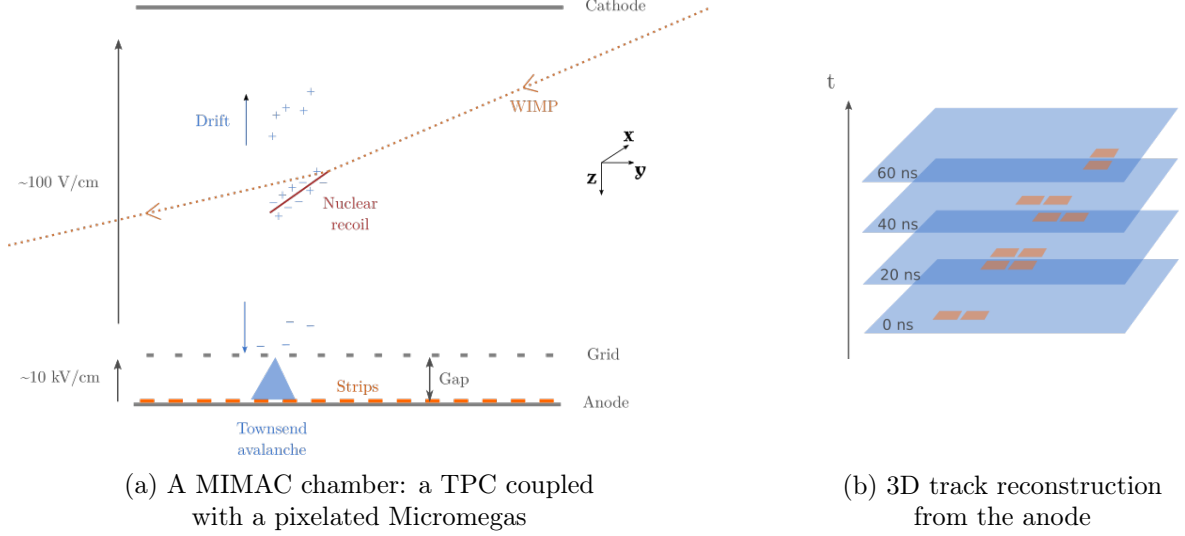 Cathode
WIMP
Drift
~100 V/cm
Nuclear
recoil
x
y
z
Grid
~10 kV/cm
Gap
Strips
Anode
Townsend
avalanche
(a) A MIMAC chamber: a TPC coupled
with a pixelated Micromegas
t
60 ns
40 ns
20 ns
0 ns
(b) 3D track reconstruction
from the anode